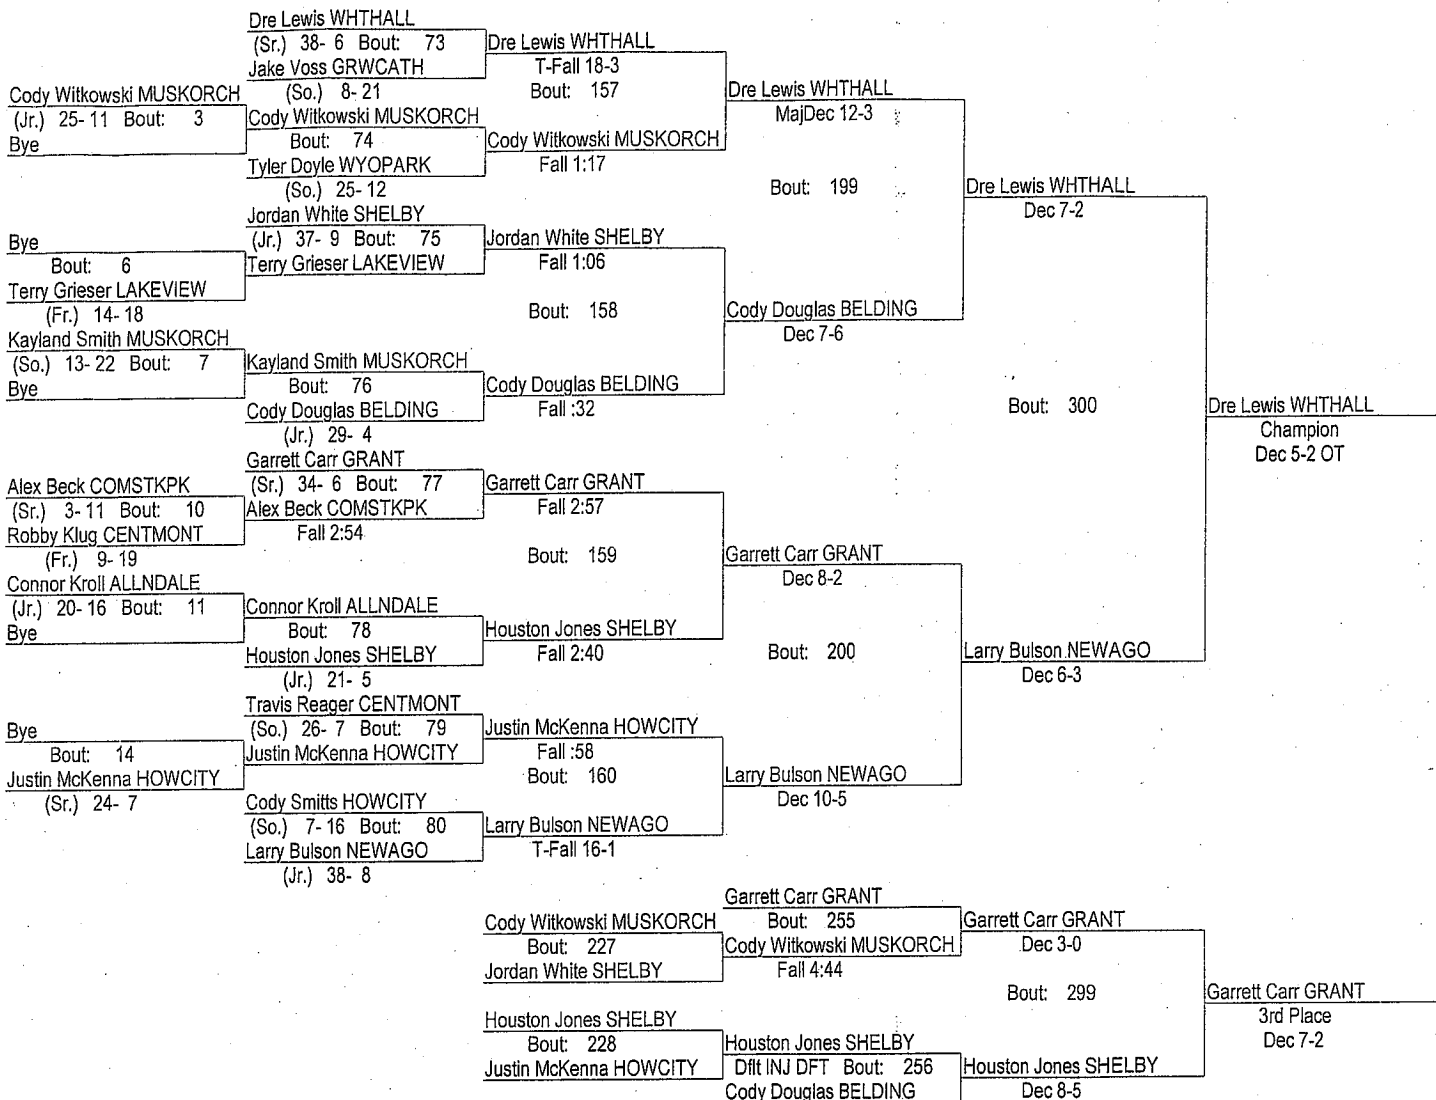 Dre Lewis WHTHALL
(Sr.) 38- 6 Bout: 73
Jake Voss GRWCATH
(So.) 8- 21
Cody Witkowski MUSKORCH
(Jr.) 25- 11 Bout: 3
Bye
Cody Witkowski MUSKORCH
Bout: 74
Tyler Doyle WYOPARK
(So.) 25- 12
Dre Lewis WHTHALL
T-Fall 18-3
Bout: 157
Cody Witkowski MUSKORCH
Fall 1:17
Dre Lewis WHTHALL
MajDec 12-3
Bout: 199
Bye
Bout: 6
Terry Grieser LAKEVIEW
(Fr.) 14- 18
Jordan White SHELBY
(Jr.) 37- 9 Bout: 75
Terry Grieser LAKEVIEW
Jordan White SHELBY
Fall 1:06
Bout: 158
Kayland Smith MUSKORCH
(So.) 13- 22 Bout: 7
Bye
Kayland Smith MUSKORCH
Bout: 76
Cody Douglas BELDING
(Jr.) 29- 4
Cody Douglas BELDING
Fall :32
Cody Douglas BELDING
Dec 7-6
Dre Lewis WHTHALL
Dec 7-2
Bout: 300
Dre Lewis WHTHALL
Champion
Dec 5-2 OT
Alex Beck COMSTKPK
(Sr.) 3- 11 Bout: 10
Robby Klug CENTMONT
(Fr.) 9- 19
Garrett Carr GRANT
(Sr.) 34- 6 Bout: 77
Alex Beck COMSTKPK
Fall 2:54
Garrett Carr GRANT
Fall 2:57
Bout: 159
Connor Kroll ALLNDALE
(Jr.) 20- 16 Bout: 11
Bye
Connor Kroll ALLNDALE
Bout: 78
Houston Jones SHELBY
(Jr.) 21- 5
Houston Jones SHELBY
Fall 2:40
Garrett Carr GRANT
Dec 8-2
Bout: 200
Larry Bulson NEWAGO
Dec 6-3
Bye
Bout: 14
Justin McKenna HOWCITY
(Sr.) 24- 7
Travis Reager CENTMONT
(So.) 26- 7 Bout: 79
Justin McKenna HOWCITY
Justin McKenna HOWCITY
Fall :58
Bout: 160
Cody Smitts HOWCITY
(So.) 7- 16 Bout: 80
Larry Bulson NEWAGO
(Jr.) 38- 8
Larry Bulson NEWAGO
T-Fall 16-1
Larry Bulson NEWAGO
Dec 10-5
Cody Witkowski MUSKORCH
Bout: 227
Jordan White SHELBY
Garrett Carr GRANT
Bout: 255
Cody Witkowski MUSKORCH
Fall 4:44
Garrett Carr GRANT
Dec 3-0
Bout: 299
Houston Jones SHELBY
Bout: 228
Justin McKenna HOWCITY
Houston Jones SHELBY
Dflt INJ DFT Bout: 256
Cody Douglas BELDING
Houston Jones SHELBY
Dec 8-5
Garrett Carr GRANT
3rd Place
Dec 7-2